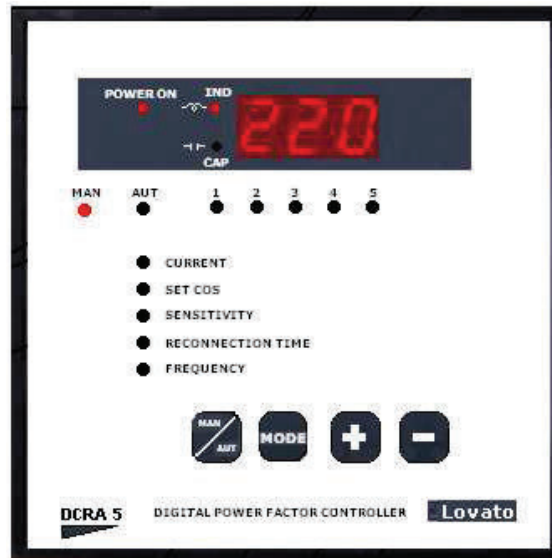 POWER ON IND
220
CAP
MAN AUT 1 2 3 4 5
CURRENT
SET COS
SENSITIVITY
RECONNECTION TIME
FREQUENCY
MAN AUT MODE + -
DCRA 5 DIGITAL POWER FACTOR CONTROLLER Lovato